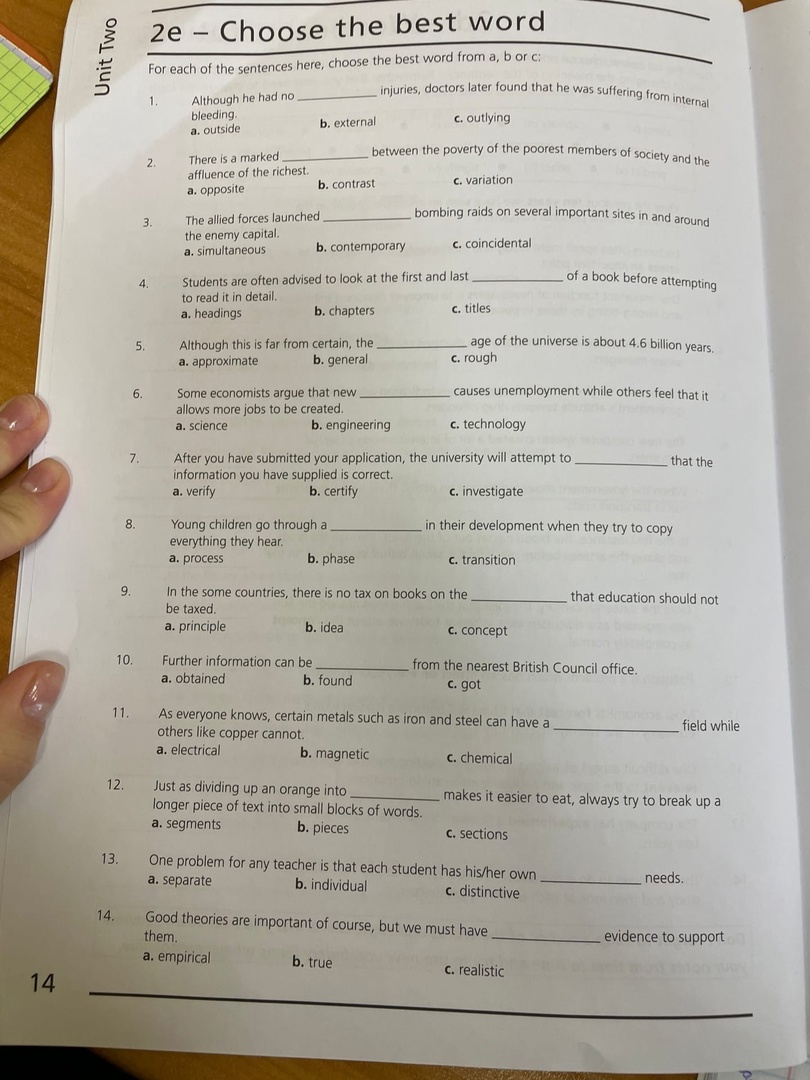 Unit Two
2e – Choose the best word
For each of the sentences here, choose the best word from a, b or c:
1. Although he had no ____________ injuries, doctors later found that he was suffering from internal
bleeding.
a. outside b. external c. outlying
2. There is a marked ____________ between the poverty of the poorest members of society and the
affluence of the richest.
a. opposite b. contrast c. variation
3. The allied forces launched ____________ bombing raids on several important sites in and around
the enemy capital.
a. simultaneous b. contemporary c. coincidental
4. Students are often advised to look at the first and last ____________ of a book before attempting
to read it in detail.
a. headings b. chapters c. titles
5. Although this is far from certain, the ____________ age of the universe is about 4.6 billion years.
a. approximate b. general c. rough
6. Some economists argue that new ____________ causes unemployment while others feel that it
allows more jobs to be created.
a. science b. engineering c. technology
7. After you have submitted your application, the university will attempt to ____________ that the
information you have supplied is correct.
a. verify b. certify c. investigate
8. Young children go through a ____________ in their development when they try to copy
everything they hear.
a. process b. phase c. transition
9. In the some countries, there is no tax on books on the ____________ that education should not
be taxed.
a. principle b. idea c. concept
10. Further information can be ____________ from the nearest British Council office.
a. obtained b. found c. got
11. As everyone knows, certain metals such as iron and steel can have a ____________ field while
others like copper cannot.
a. electrical b. magnetic c. chemical
12. Just as dividing up an orange into ____________ makes it easier to eat, always try to break up a
longer piece of text into small blocks of words.
a. segments b. pieces c. sections
13. One problem for any teacher is that each student has his/her own ____________ needs.
a. separate b. individual c. distinctive
14. Good theories are important of course, but we must have ____________ evidence to support
them.
a. empirical b. true c. realistic
14